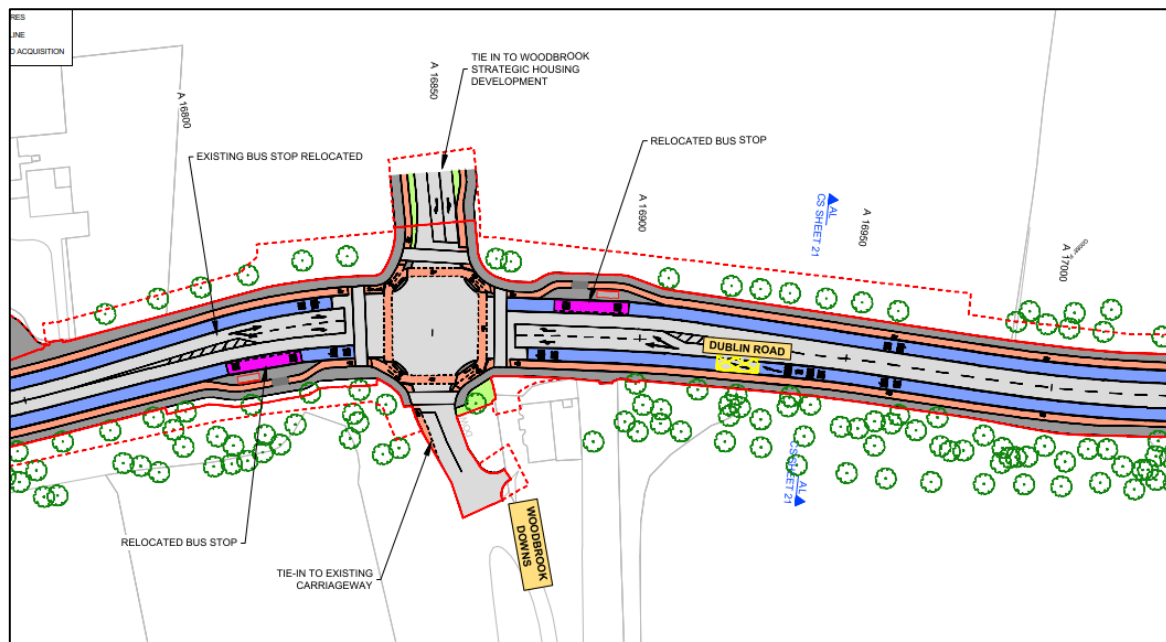 RES
LINE
D ACQUISITION
A 16800
A 16850
TIE IN TO WOODBROOK
STRATEGIC HOUSING
DEVELOPMENT
EXISTING BUS STOP RELOCATED
RELOCATED BUS STOP
A 16900
AL
CS SHEET 21
A 16950
A 17000
DUBLIN ROAD
AL
CS SHEET 21
RELOCATED BUS STOP
WOODBROOK
DOWNS
TIE-IN TO EXISTING
CARRIAGEWAY